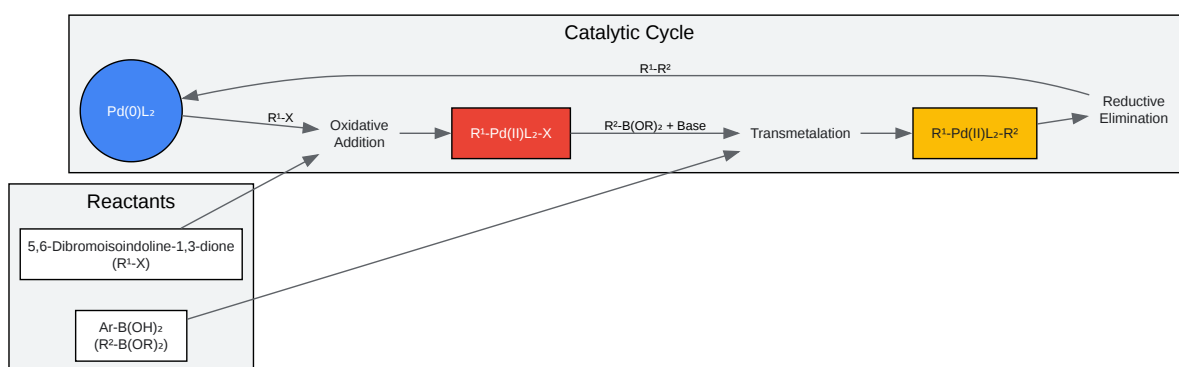 Catalytic Cycle
R¹-R²
Pd(0)L₂
R¹-X
Oxidative
Addition
R¹-Pd(II)L₂-X
R²-B(OR)₂ + Base
Transmetalation
R¹-Pd(II)L₂-R²
Reductive
Elimination
Reactants
5,6-Dibromoisoindoline-1,3-dione
(R¹-X)
Ar-B(OH)₂
(R²-B(OR)₂)